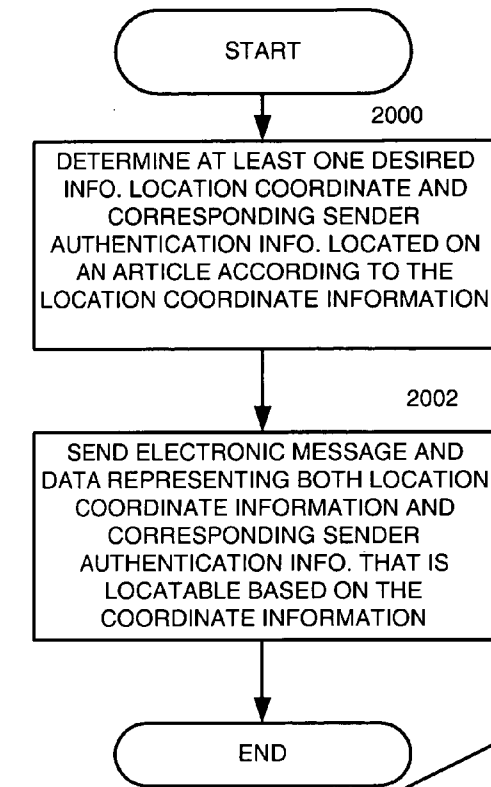 START
2000
DETERMINE AT LEAST ONE DESIRED
INFO. LOCATION COORDINATE AND
CORRESPONDING SENDER
AUTHENTICATION INFO. LOCATED ON
AN ARTICLE ACCORDING TO THE
LOCATION COORDINATE INFORMATION
2002
SEND ELECTRONIC MESSAGE AND
DATA REPRESENTING BOTH LOCATION
COORDINATE INFORMATION AND
CORRESPONDING SENDER
AUTHENTICATION INFO. THAT IS
LOCATABLE BASED ON THE
COORDINATE INFORMATION
END